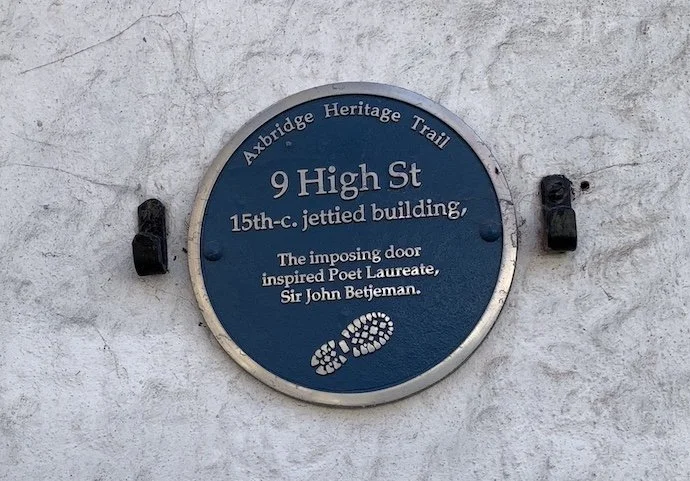 Axbridge Heritage Trail
9 High St
15th-c. jettied building,
The imposing door
inspired Poet Laureate,
Sir John Betjeman.